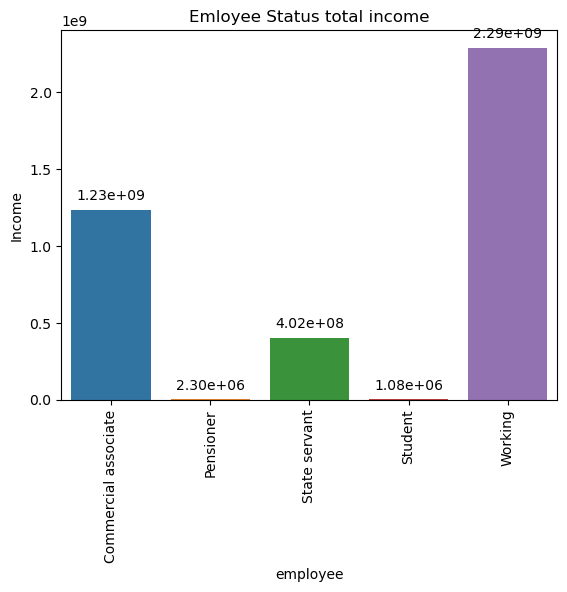 Emloyee Status total income
1e9
2.29e+09
2.0
1.5
1.23e+09
1.0
Income
0.5
4.02e+08
2.30e+06
1.08e+06
0.0
Commercial associate
Pensioner
State servant
Student
Working
employee